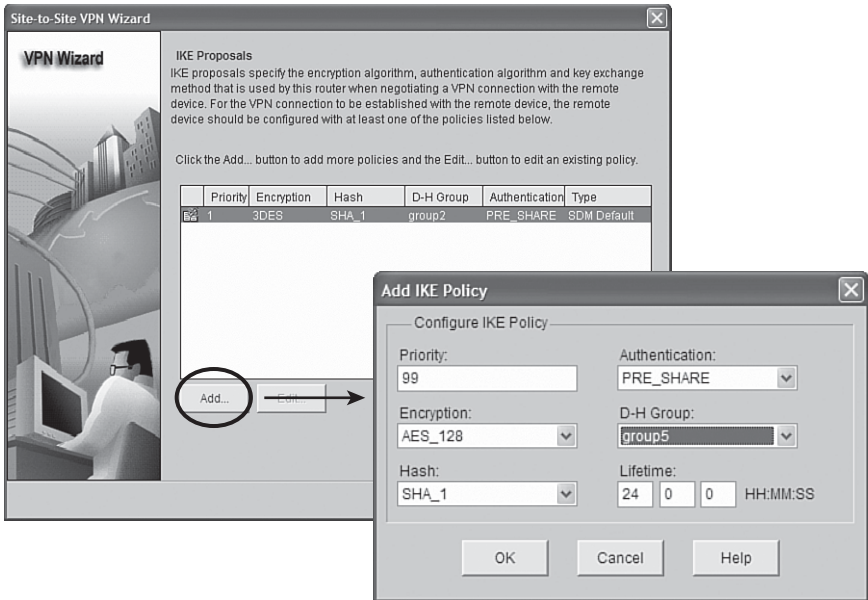 Site-to-Site VPN Wizard
VPN Wizard
IKE Proposals
IKE proposals specify the encryption algorithm, authentication algorithm and key exchange
method that is used by this router when negotiating a VPN connection with the remote
device. For the VPN connection to be established with the remote device, the remote
device should be configured with at least one of the policies listed below.
Click the Add... button to add more policies and the Edit... button to edit an existing policy.
Priority Encryption Hash D-H Group Authentication Type
1 3DES SHA_1 group2 PRE_SHARE SDM Default
Add... Edit...
Add IKE Policy
Configure IKE Policy
Priority: Authentication:
99 PRE_SHARE
Encryption: D-H Group:
AES_128 group5
Hash: Lifetime:
SHA_1 24 0 0 HH:MM:SS
OK Cancel Help